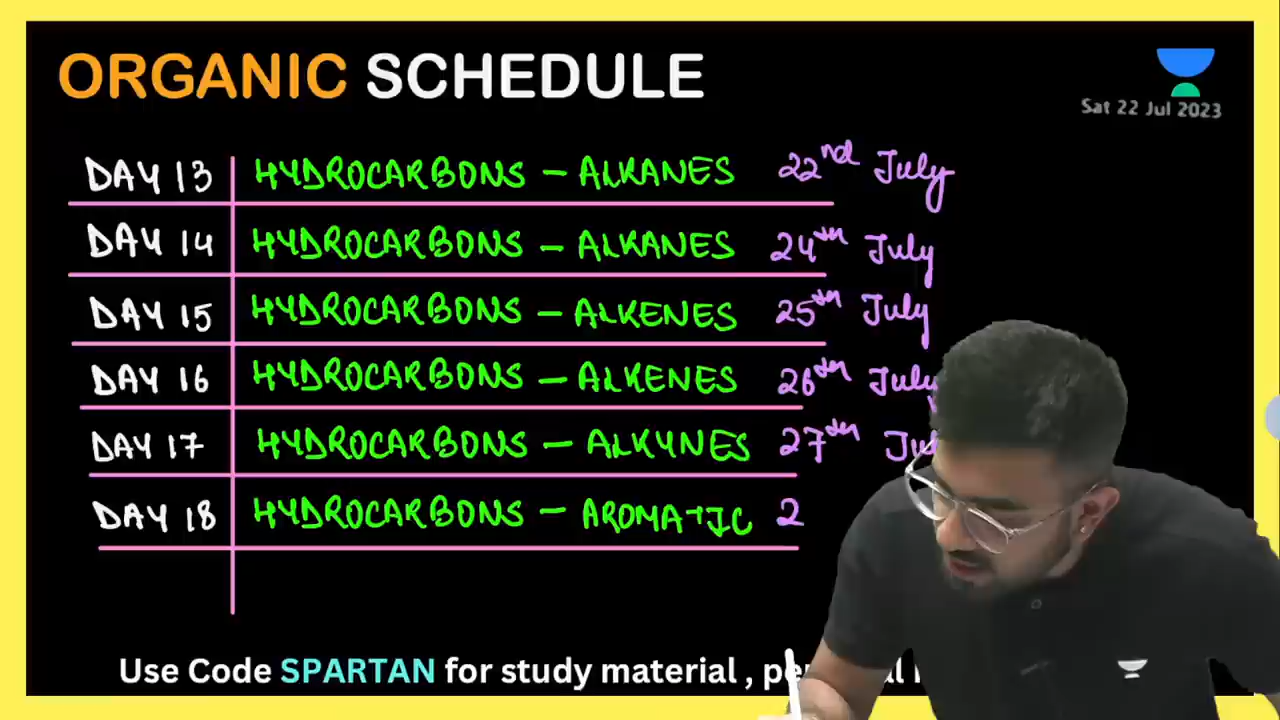 ORGANIC SCHEDULE
Sat 22 Jul 2023
DAY 13 HYDROCARBONS - ALKANES 22nd July
DAY 14 HYDROCARBONS - ALKANES 24th July
DAY 15 HYDROCARBONS - ALKENES 25th July
DAY 16 HYDROCARBONS - ALKENES 26th July
DAY 17 HYDROCARBONS - ALKYNES 27th
DAY 18 HYDROCARBONS - AROMATIC 2
Use Code SPARTAN for study material ,